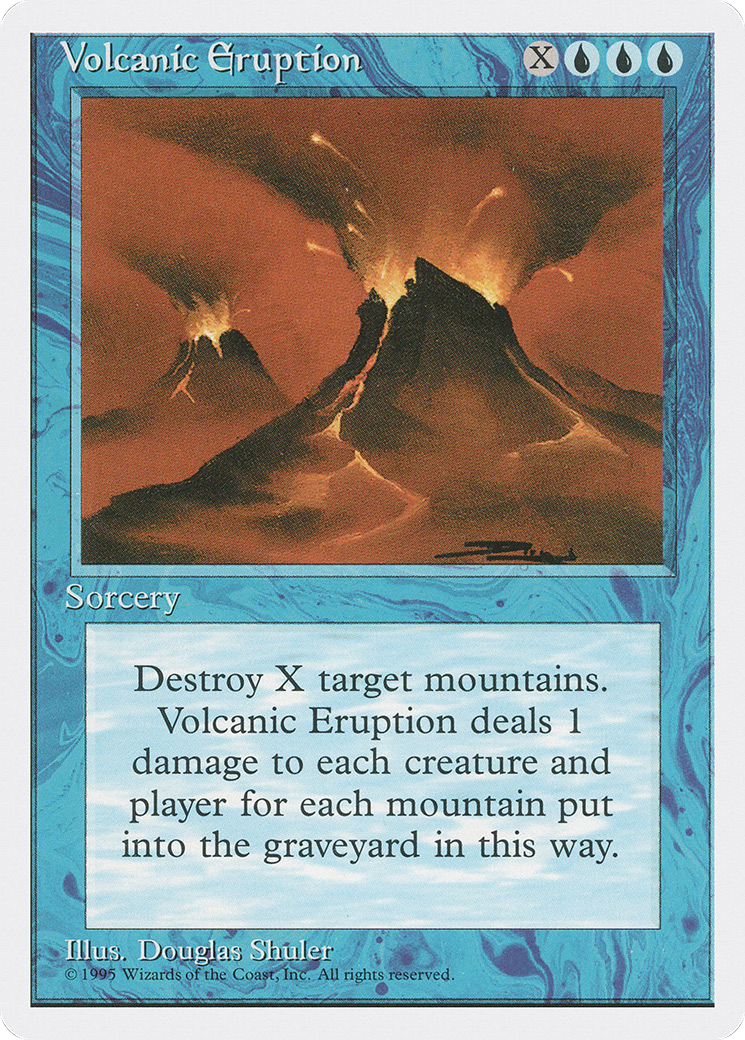 Volcanic Eruption X
Sorcery
Destroy X target mountains.
Volcanic Eruption deals 1
damage to each creature and
player for each mountain put
into the graveyard in this way.
Illus. Douglas Shuler
© 1995 Wizards of the Coast, Inc. All rights reserved.